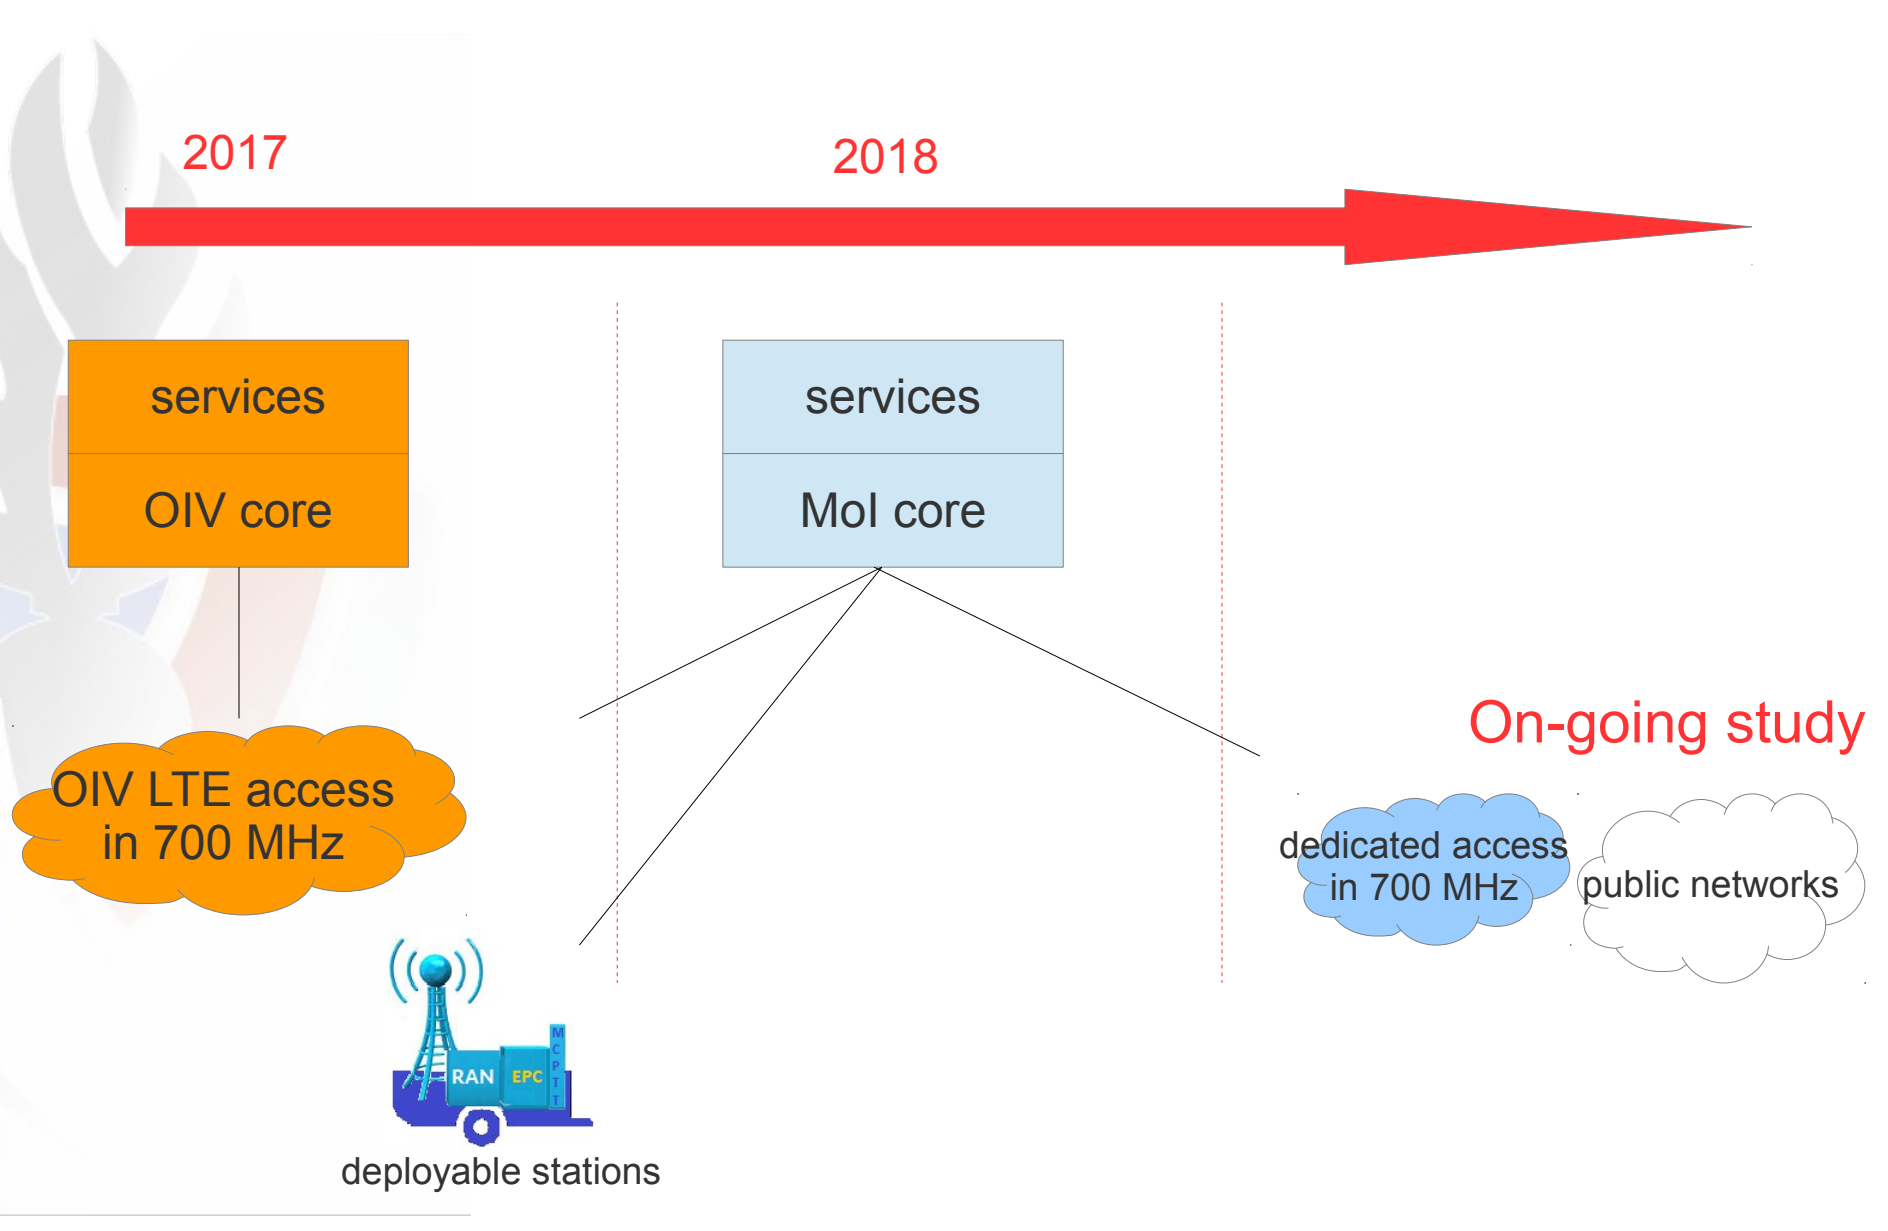 2017
2018
services
services
OIV core
MoI core
On-going study
OIV LTE access
in 700 MHz
dedicated access
in 700 MHz
public networks
RAN
EPC
MCPTT
deployable stations